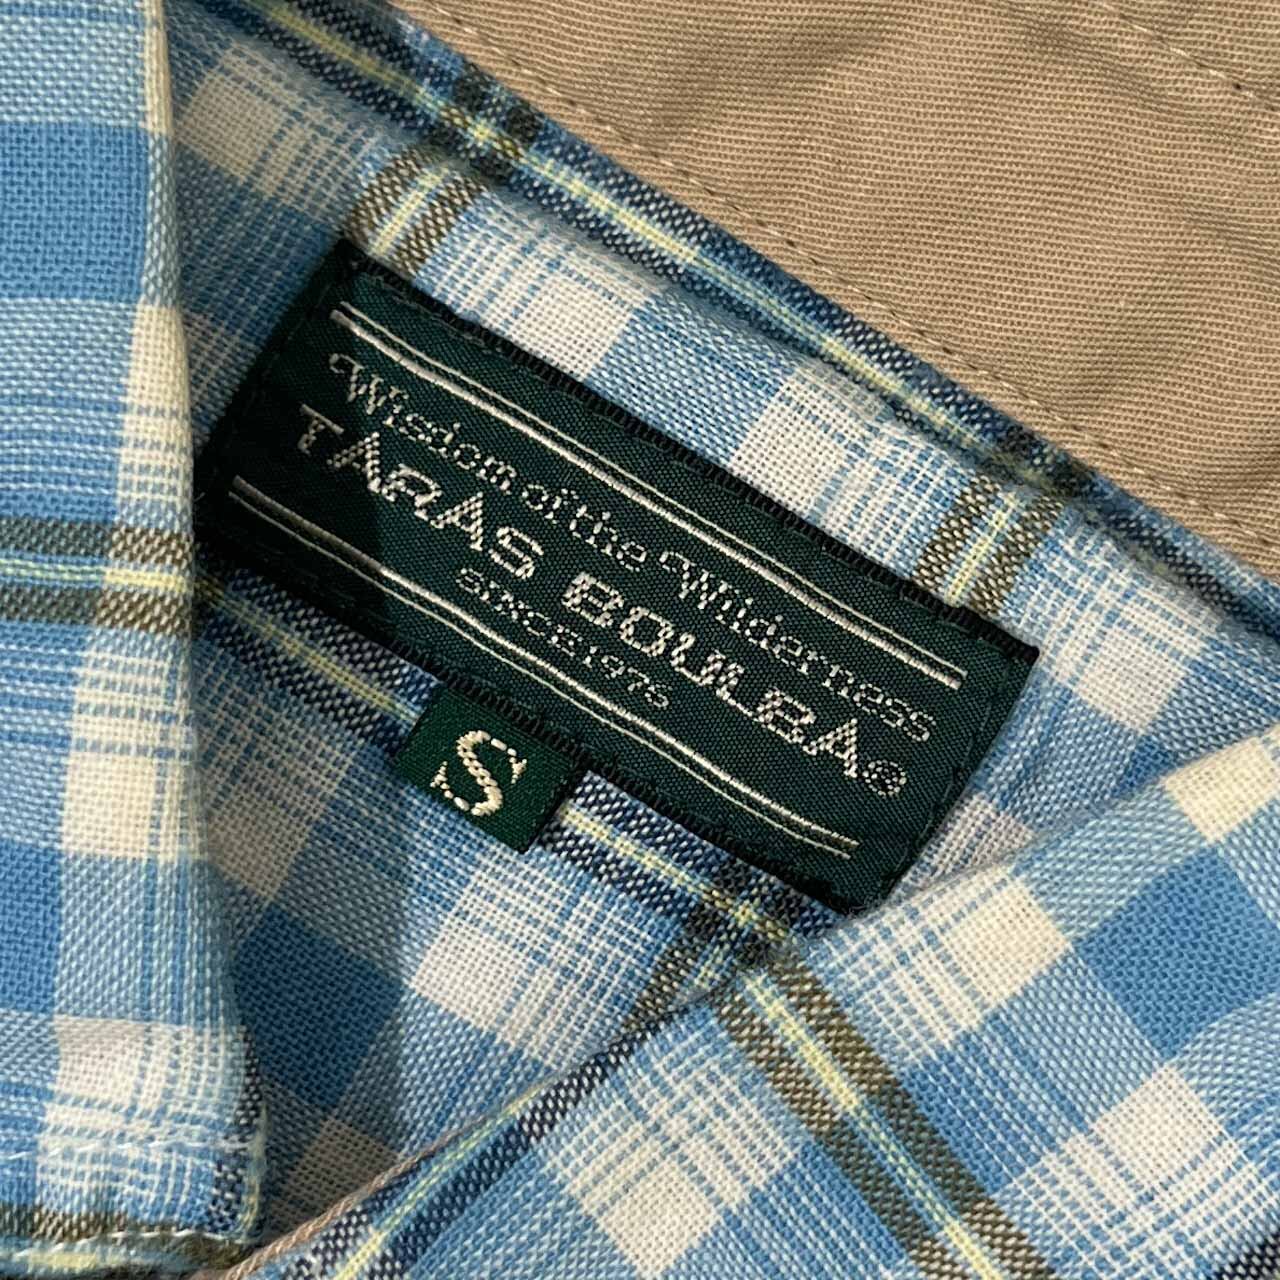 Wisdom of the Wilderness
TARAS BOULBA®
SINCE 1976
S